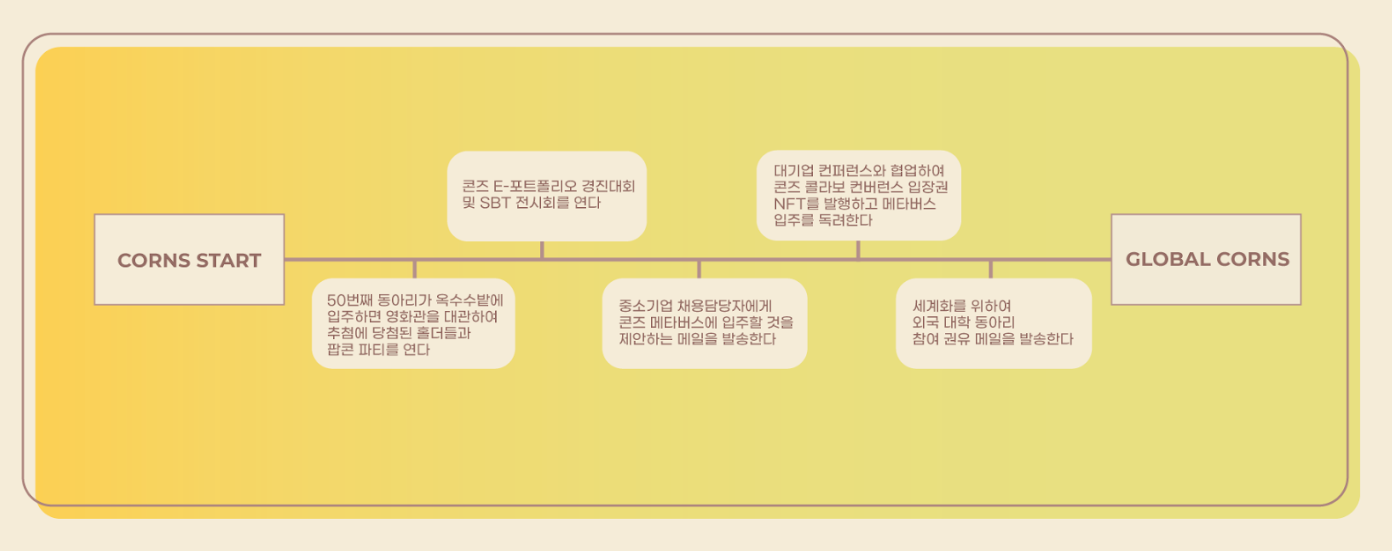 CORNS START
50번째 동아리가 옥수수밭에
입주하면 영화관을 대관하여
추첨에 당첨된 홀더들과
팝콘 파티를 연다
콘즈 E-포트폴리오 경진대회
및 SBT 전시회를 연다
중소기업 채용담당자에게
콘즈 메타버스에 입주할 것을
제안하는 메일을 발송한다
대기업 컨퍼런스와 협업하여
콘즈 콜라보 컨버런스 입장권
NFT를 발행하고 메타버스
입주를 독려한다
세계화를 위하여
외국 대학 동아리
참여 권유 메일을 발송한다
GLOBAL CORNS